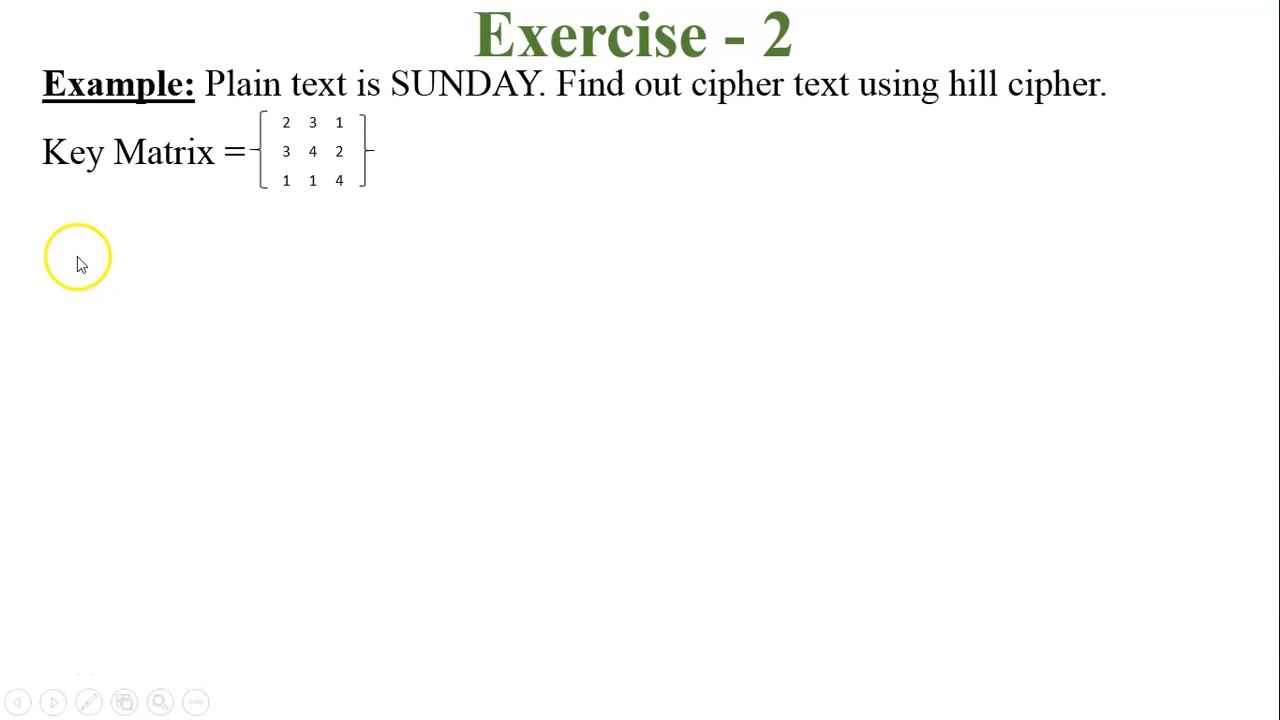 Exercise - 2
Example: Plain text is SUNDAY. Find out cipher text using hill cipher.
Key Matrix =
2 3 1
3 4 2
1 1 4